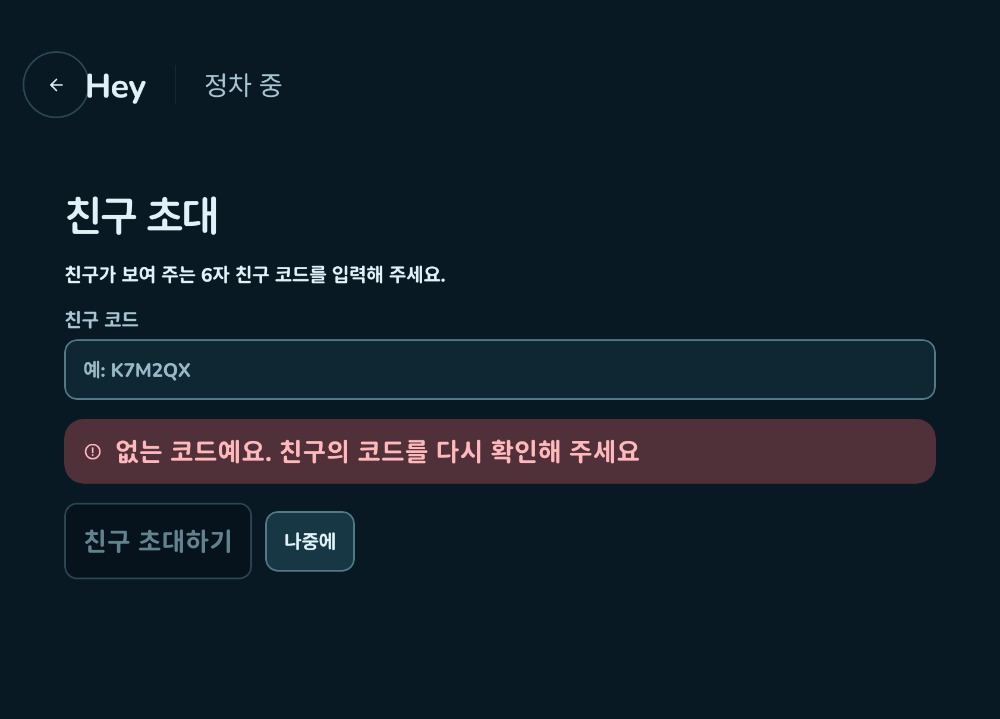 Hey
정차 중
친구 초대
친구가 보여 주는 6자 친구 코드를 입력해 주세요.
친구 코드
예: K7M2QX
없는 코드예요. 친구의 코드를 다시 확인해 주세요
친구 초대하기
나중에